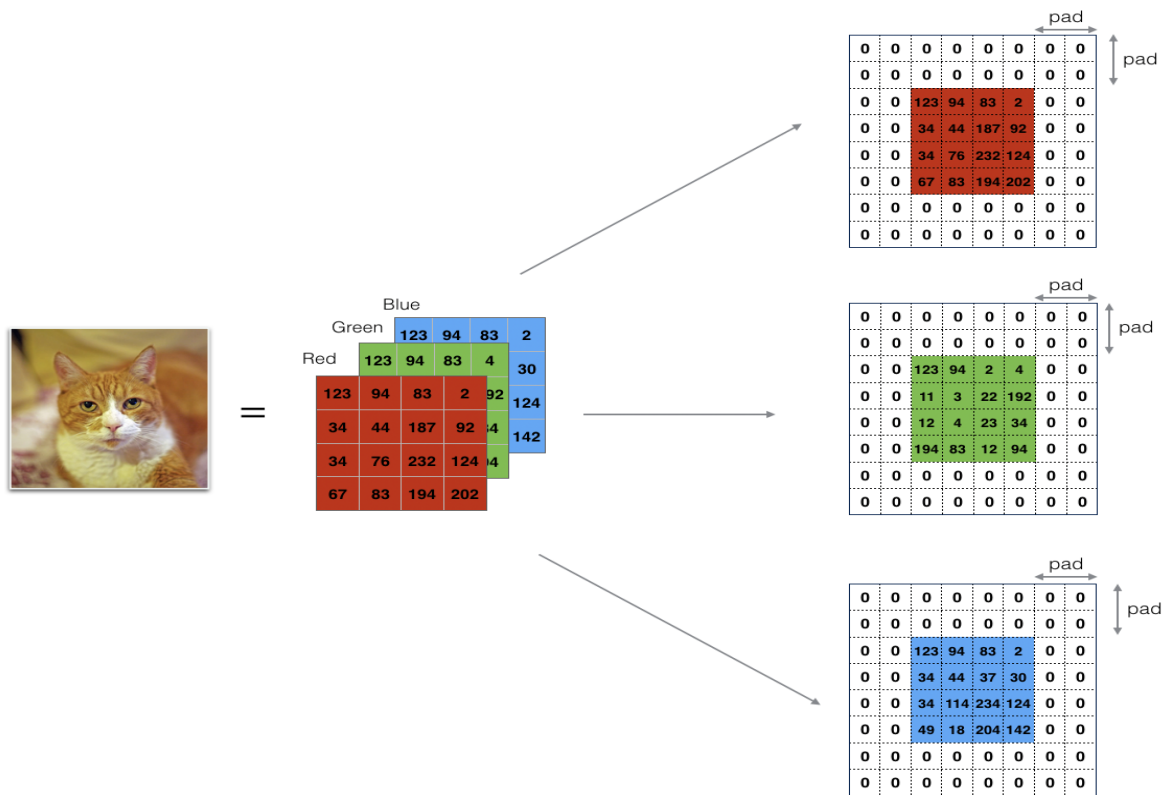 pad
0 0 0 0 0 0 0 0
pad
0 0 0 0 0 0 0 0
0 0 123 94 83 2 0 0
0 0 34 44 187 92 0 0
0 0 34 76 232 124 0 0
0 0 67 83 194 202 0 0
0 0 0 0 0 0 0 0
0 0 0 0 0 0 0 0
Blue
123 94 83 2
30
124
142
Green
123 94 83 4
92
34
94
Red
123 94 83 2
34 44 187 92
34 76 232 124
67 83 194 202
=
pad
0 0 0 0 0 0 0 0
pad
0 0 0 0 0 0 0 0
0 0 123 94 2 4 0 0
0 0 11 3 22 192 0 0
0 0 12 4 23 34 0 0
0 0 194 83 12 94 0 0
0 0 0 0 0 0 0 0
0 0 0 0 0 0 0 0
pad
0 0 0 0 0 0 0 0
pad
0 0 0 0 0 0 0 0
0 0 123 94 83 2 0 0
0 0 34 44 37 30 0 0
0 0 34 114 234 124 0 0
0 0 49 18 204 142 0 0
0 0 0 0 0 0 0 0
0 0 0 0 0 0 0 0